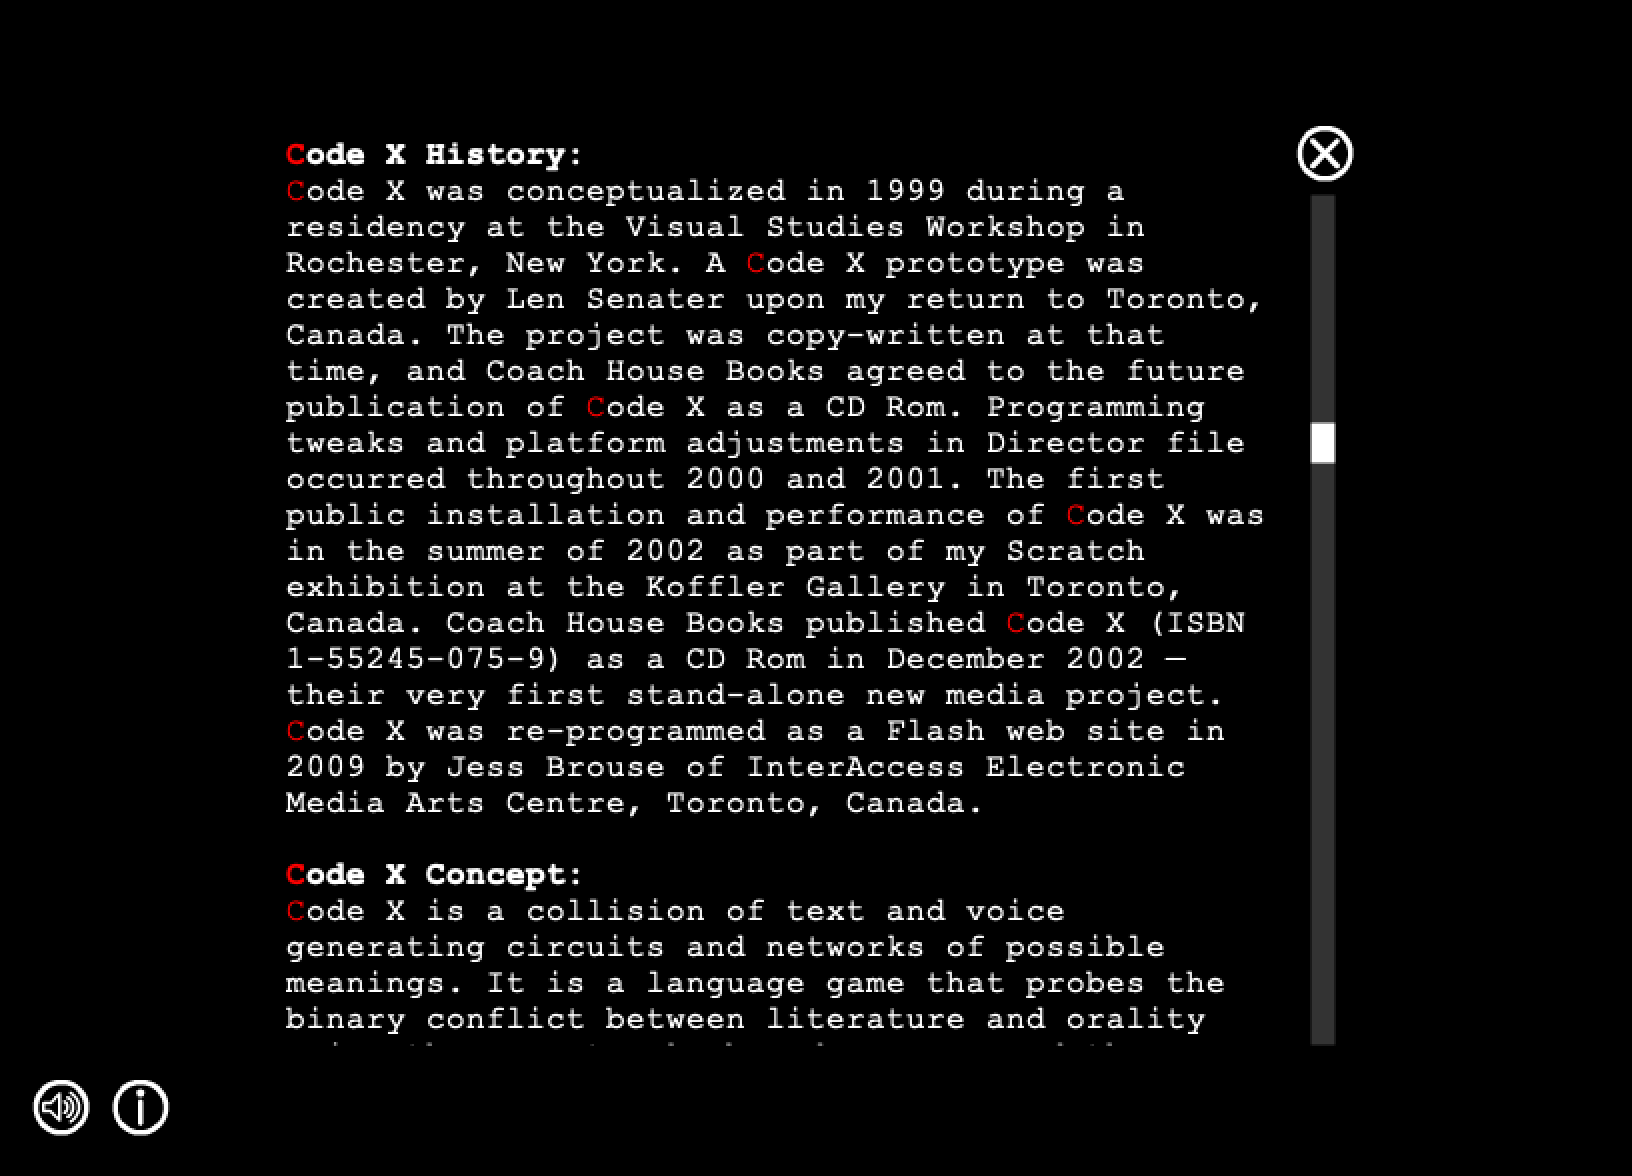 Code X History:
Code X was conceptualized in 1999 during a
residency at the Visual Studies Workshop in
Rochester, New York. A Code X prototype was
created by Len Senater upon my return to Toronto,
Canada. The project was copy-written at that
time, and Coach House Books agreed to the future
publication of Code X as a CD Rom. Programming
tweaks and platform adjustments in Director file
occurred throughout 2000 and 2001. The first
public installation and performance of Code X was
in the summer of 2002 as part of my Scratch
exhibition at the Koffler Gallery in Toronto,
Canada. Coach House Books published Code X (ISBN
1-55245-075-9) as a CD Rom in December 2002 —
their very first stand-alone new media project.
Code X was re-programmed as a Flash web site in
2009 by Jess Brouse of InterAccess Electronic
Media Arts Centre, Toronto, Canada.
Code X Concept:
Code X is a collision of text and voice
generating circuits and networks of possible
meanings. It is a language game that probes the
binary conflict between literature and orality